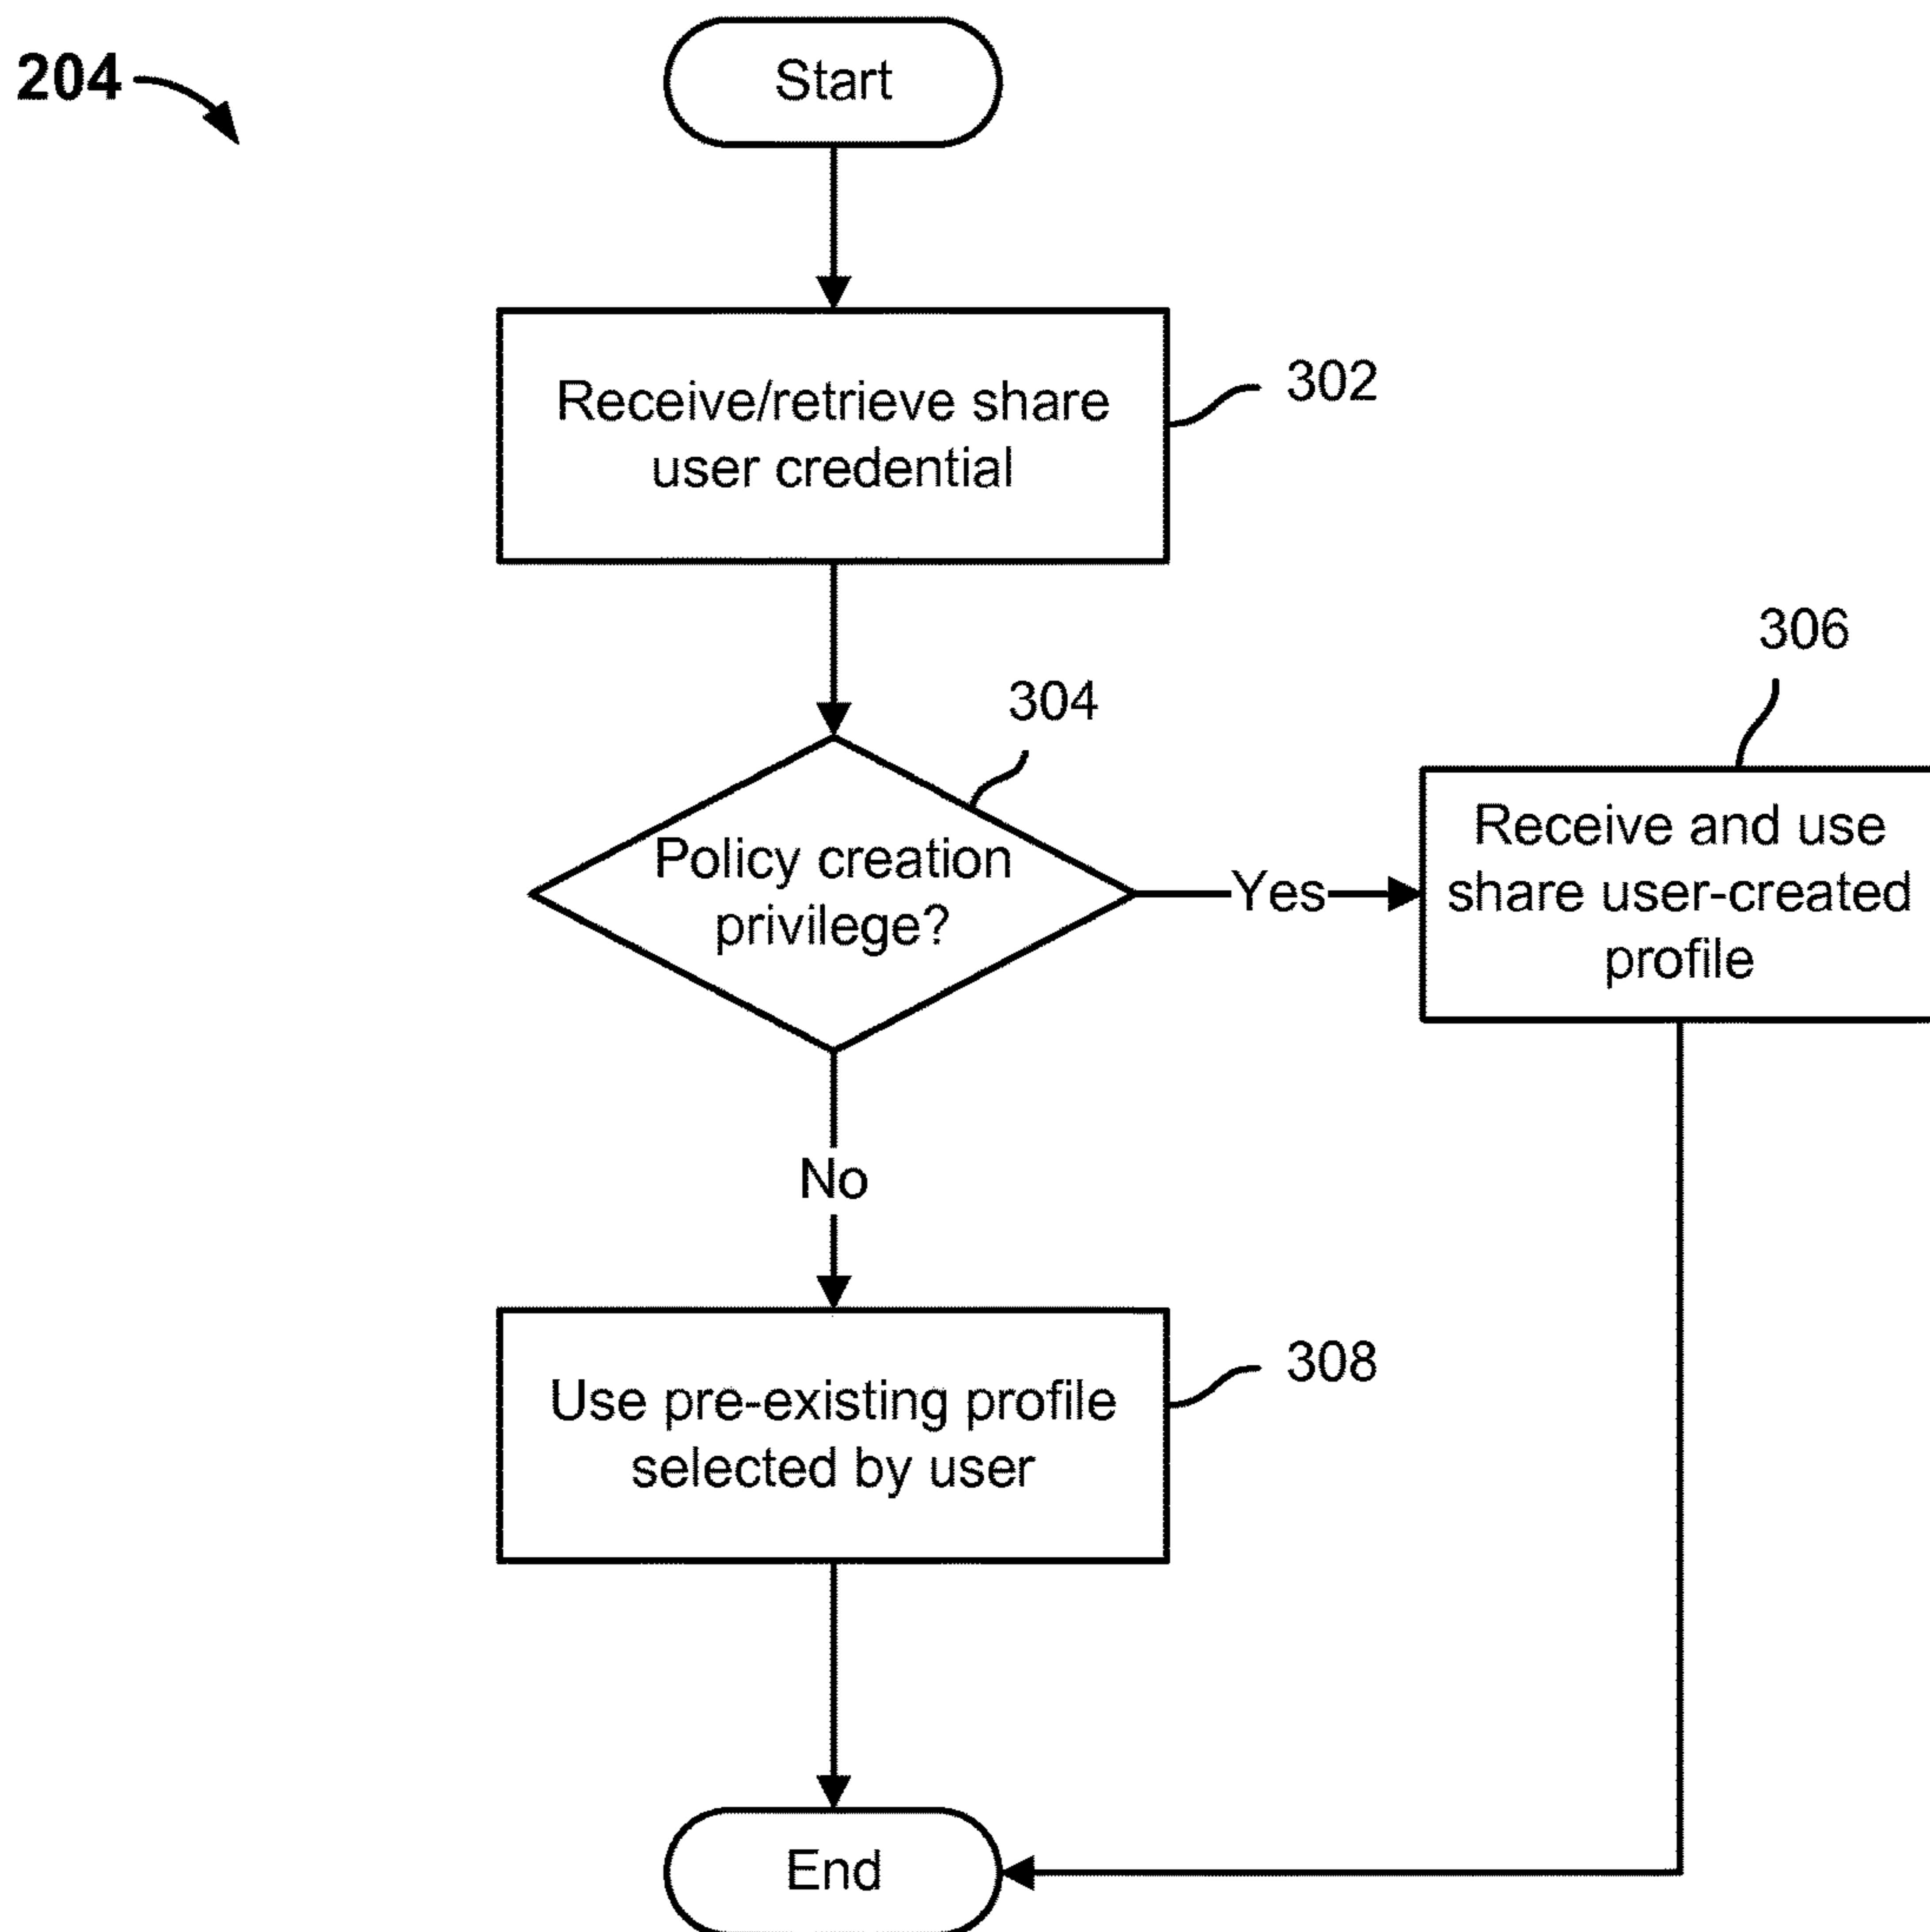 204
Start
Receive/retrieve share
user credential
302
304
Policy creation
privilege?
Yes
306
Receive and use
share user-created
profile
No
Use pre-existing profile
selected by user
308
End